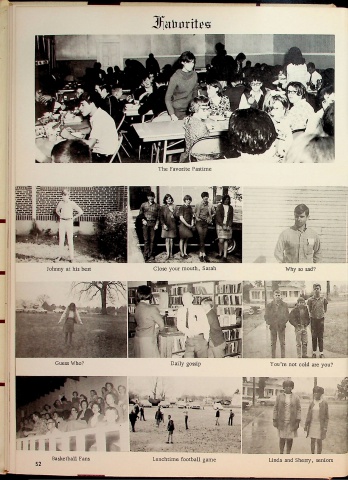 Favorites
The Favorite Pastime
Johnny at his best
Close your mouth, Sarah
Why so sad?
Guess Who?
Daily gossip
You're not cold are you?
Basketball Fans
Lunchtime football game
Linda and Sherry, seniors
52